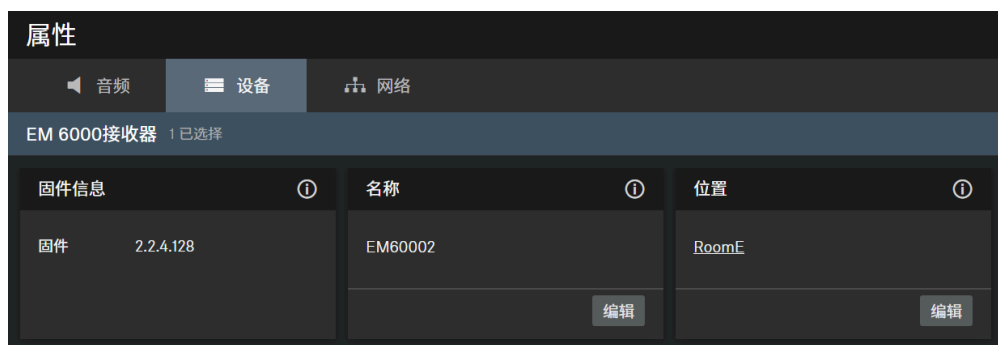 属性
音频 设备 网络
EM 6000接收器 1 已选择
固件信息 名称 位置
固件 2.2.4.128 EM60002 RoomE
编辑 编辑